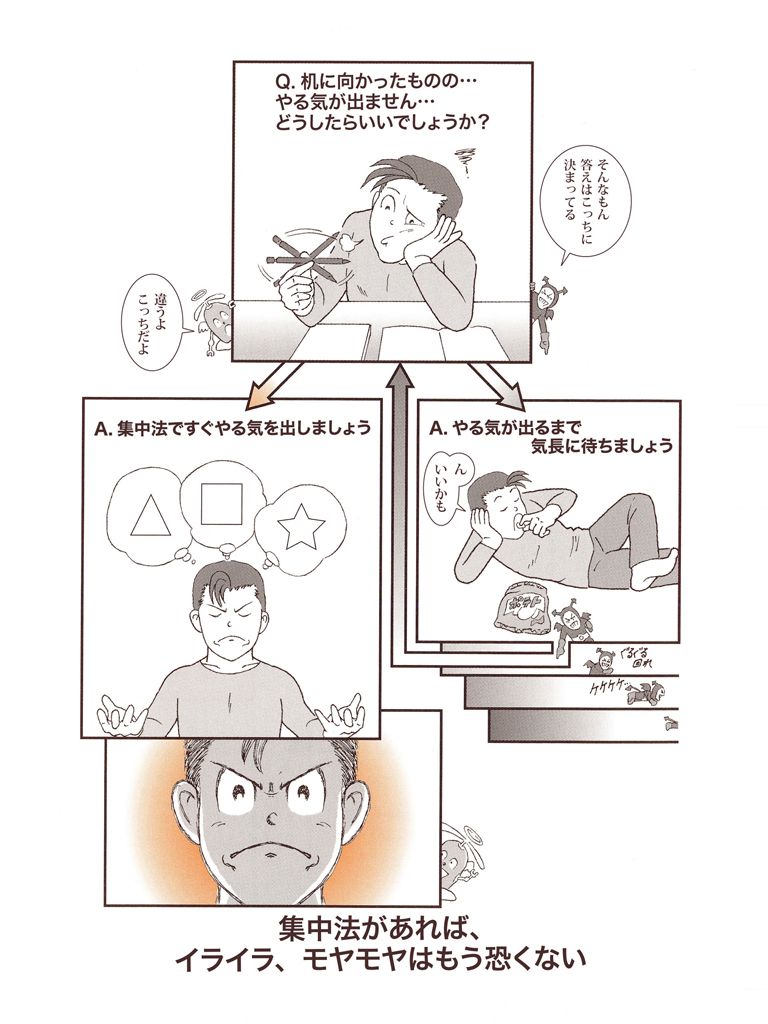 Q. 机に向かったものの…
やる気が出ません…
どうしたらいいでしょうか？
そんなもん
答えはこっちに
決まってる
違うよ
こっちだよ
A. 集中法ですぐやる気を出しましょう
A. やる気が出るまで
気長に待ちましょう
ん
いいかも
ポテト
ぐるぐる
回れ
ケケケケ…
集中法があれば、
イライラ、モヤモヤはもう恐くない